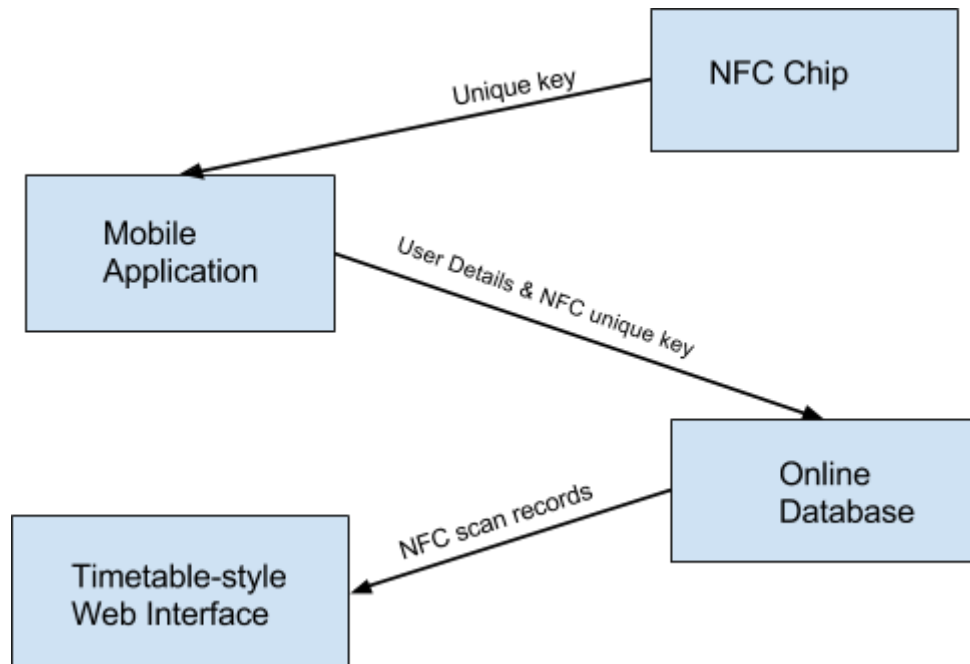 NFC Chip
Unique key
Mobile
Application
User Details & NFC unique key
Online
Database
NFC scan records
Timetable-style
Web Interface